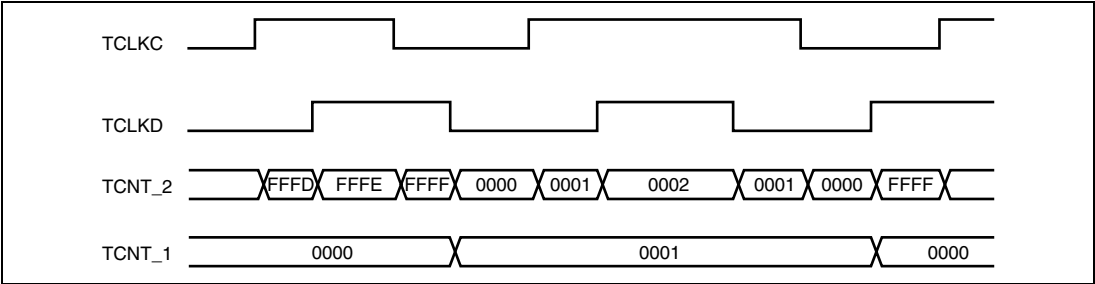 TCLKC
TCLKD
TCNT_2 FFFD FFFE FFFF 0000 0001 0002 0001 0000 FFFF
TCNT_1 0000 0001 0000